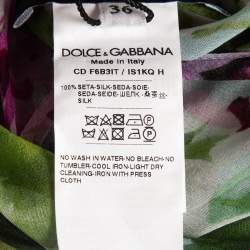 36
DOLCE & GABBANA
Made in Italy
CD F6B3IT / IS1KQ H
100% SETA-SILK-SEDA-SOIE-
SEDA-SEIDE-ШЕЛК-
SILK
NO WASH IN WATER-NO BLEACH-NO
TUMBLER-COOL IRON-LIGHT DRY
CLEANING-IRON WITH PRESS
CLOTH